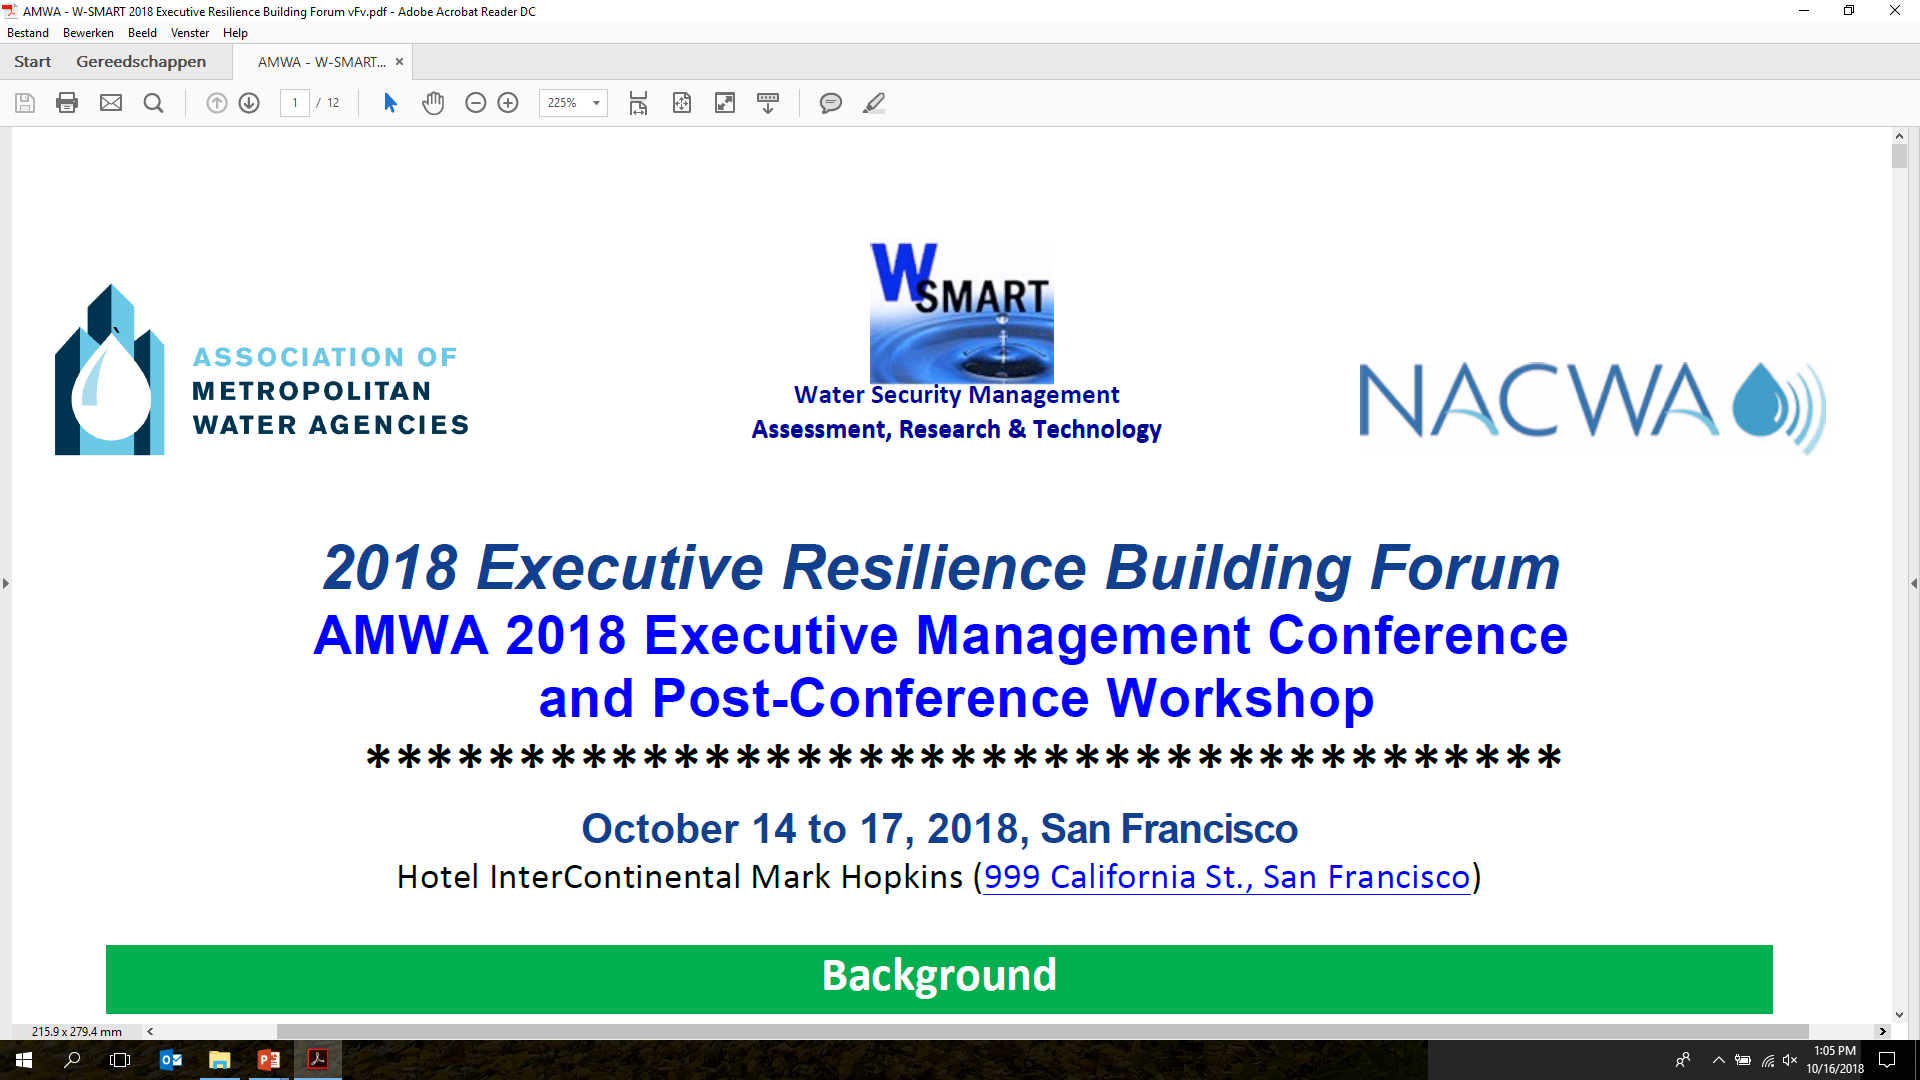 AMWA - W-SMART 2018 Executive Resilience Building Forum vFv.pdf - Adobe Acrobat Reader DC
Bestand Bewerken Beeld Venster Help
Start Gereedschappen AMWA - W-SMART... ×
1 / 12 225%
W
SMART
Water Security Management
Assessment, Research & Technology
ASSOCIATION OF
METROPOLITAN
WATER AGENCIES
NACWA
2018 Executive Resilience Building Forum
AMWA 2018 Executive Management Conference
and Post-Conference Workshop
***************************************
October 14 to 17, 2018, San Francisco
Hotel InterContinental Mark Hopkins (999 California St., San Francisco)
Background
215.9 x 279.4 mm
1:05 PM
10/16/2018